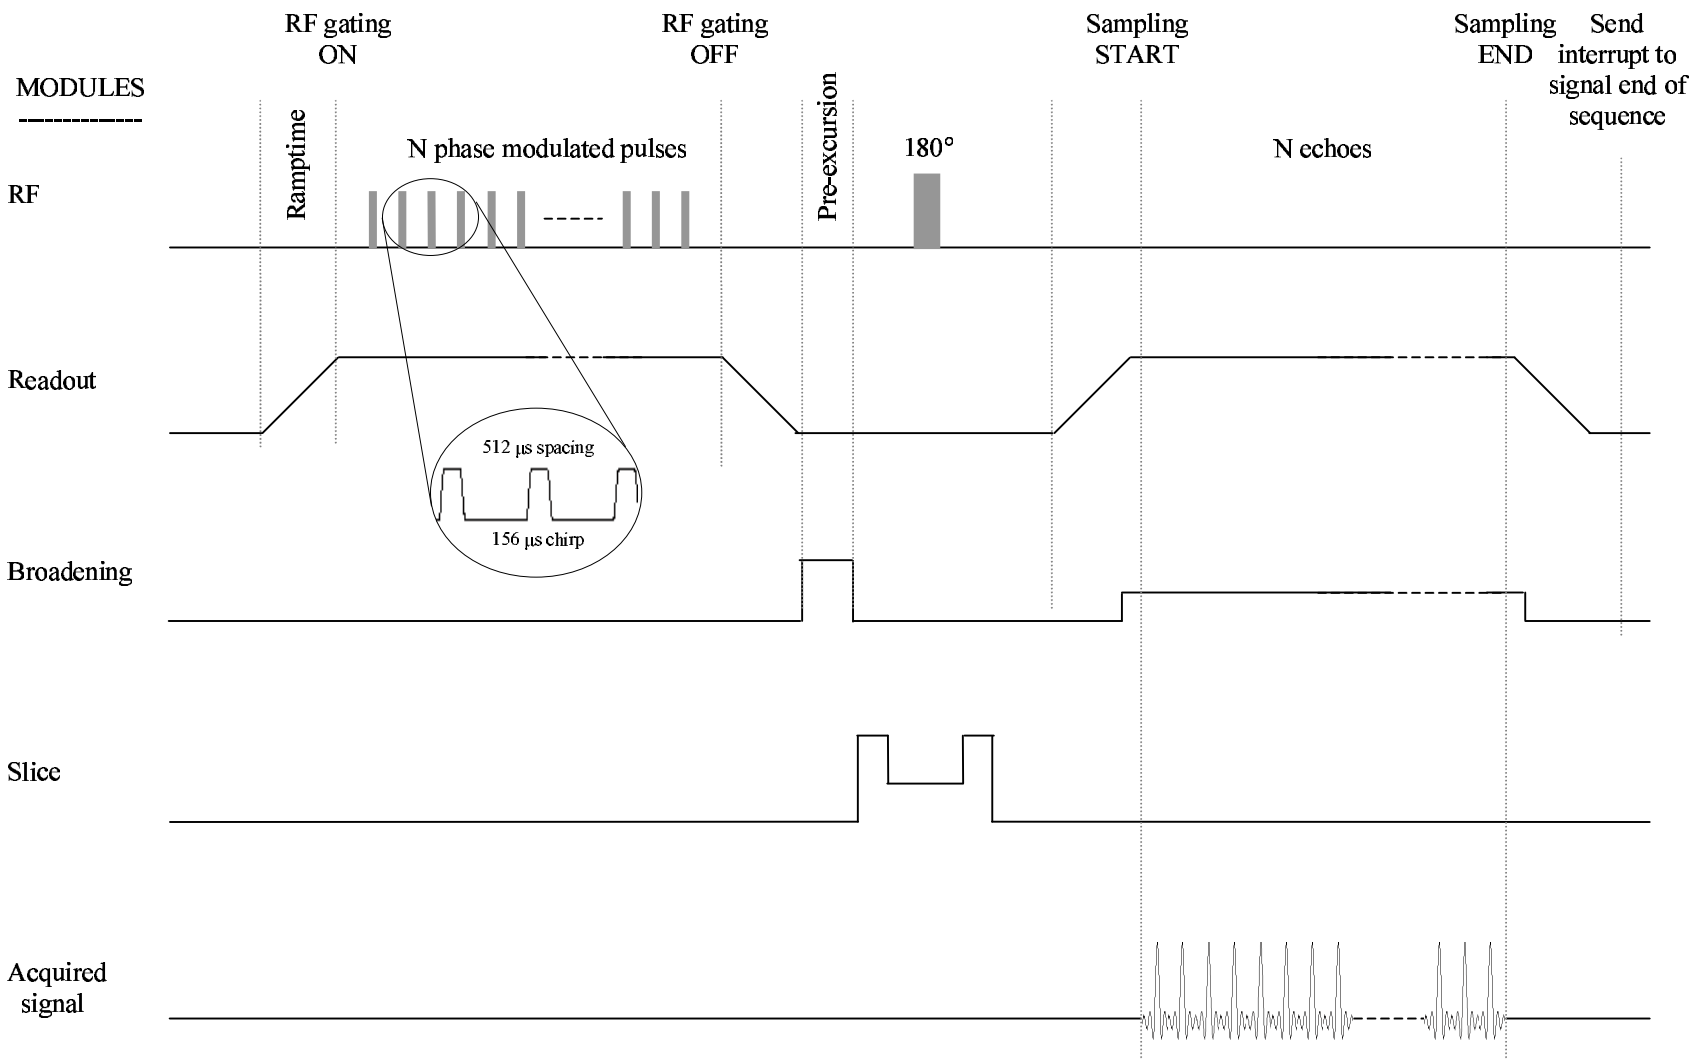 RF gating
ON
RF gating
OFF
Sampling
START
Sampling
END
Send
interrupt to
signal end of
sequence
MODULES
Ramptime
Pre-excursion
N phase modulated pulses
180°
N echoes
RF
Readout
512 μs spacing
156 μs chirp
Broadening
Slice
Acquired
signal